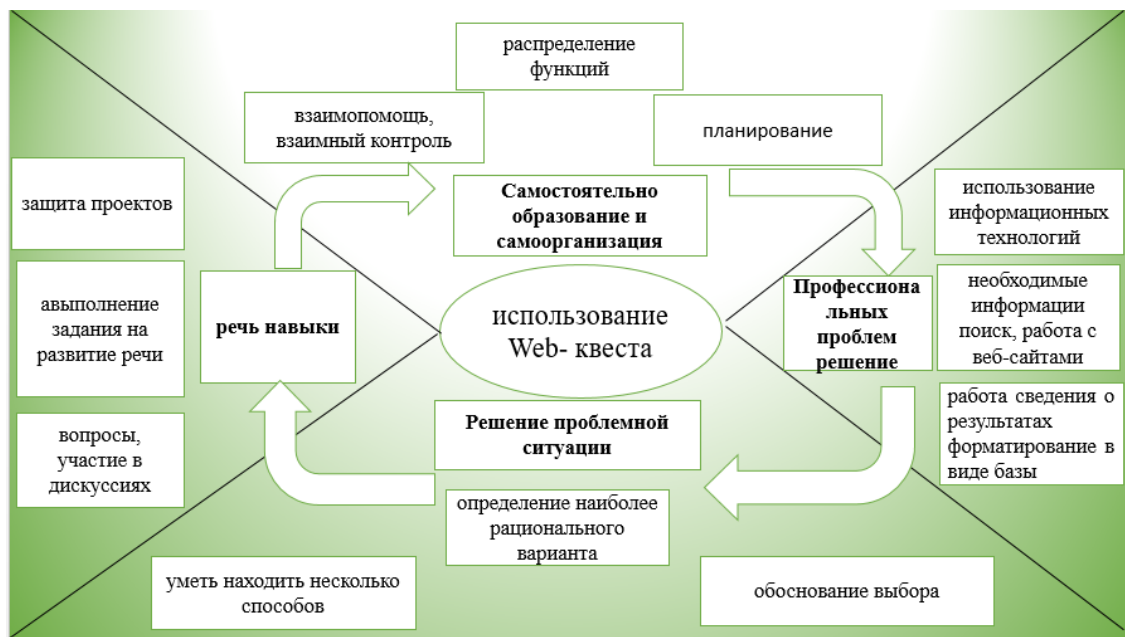 распределение
функций
взаимопомощь,
взаимный контроль
планирование
Самостоятельно
образование и
самоорганизация
защита проектов
авыполнение
задания на
развитие речи
вопросы,
участие в
дискуссиях
речь навыки
использование
Web- квеста
Профессиона
льных
проблем
решение
использование
информационных
технологий
необходимые
информации
поиск, работа с
веб-сайтами
работа сведения о
результатах
форматирование в
виде базы
Решение проблемной
ситуации
определение наиболее
рационального
варианта
уметь находить несколько
способов
обоснование выбора